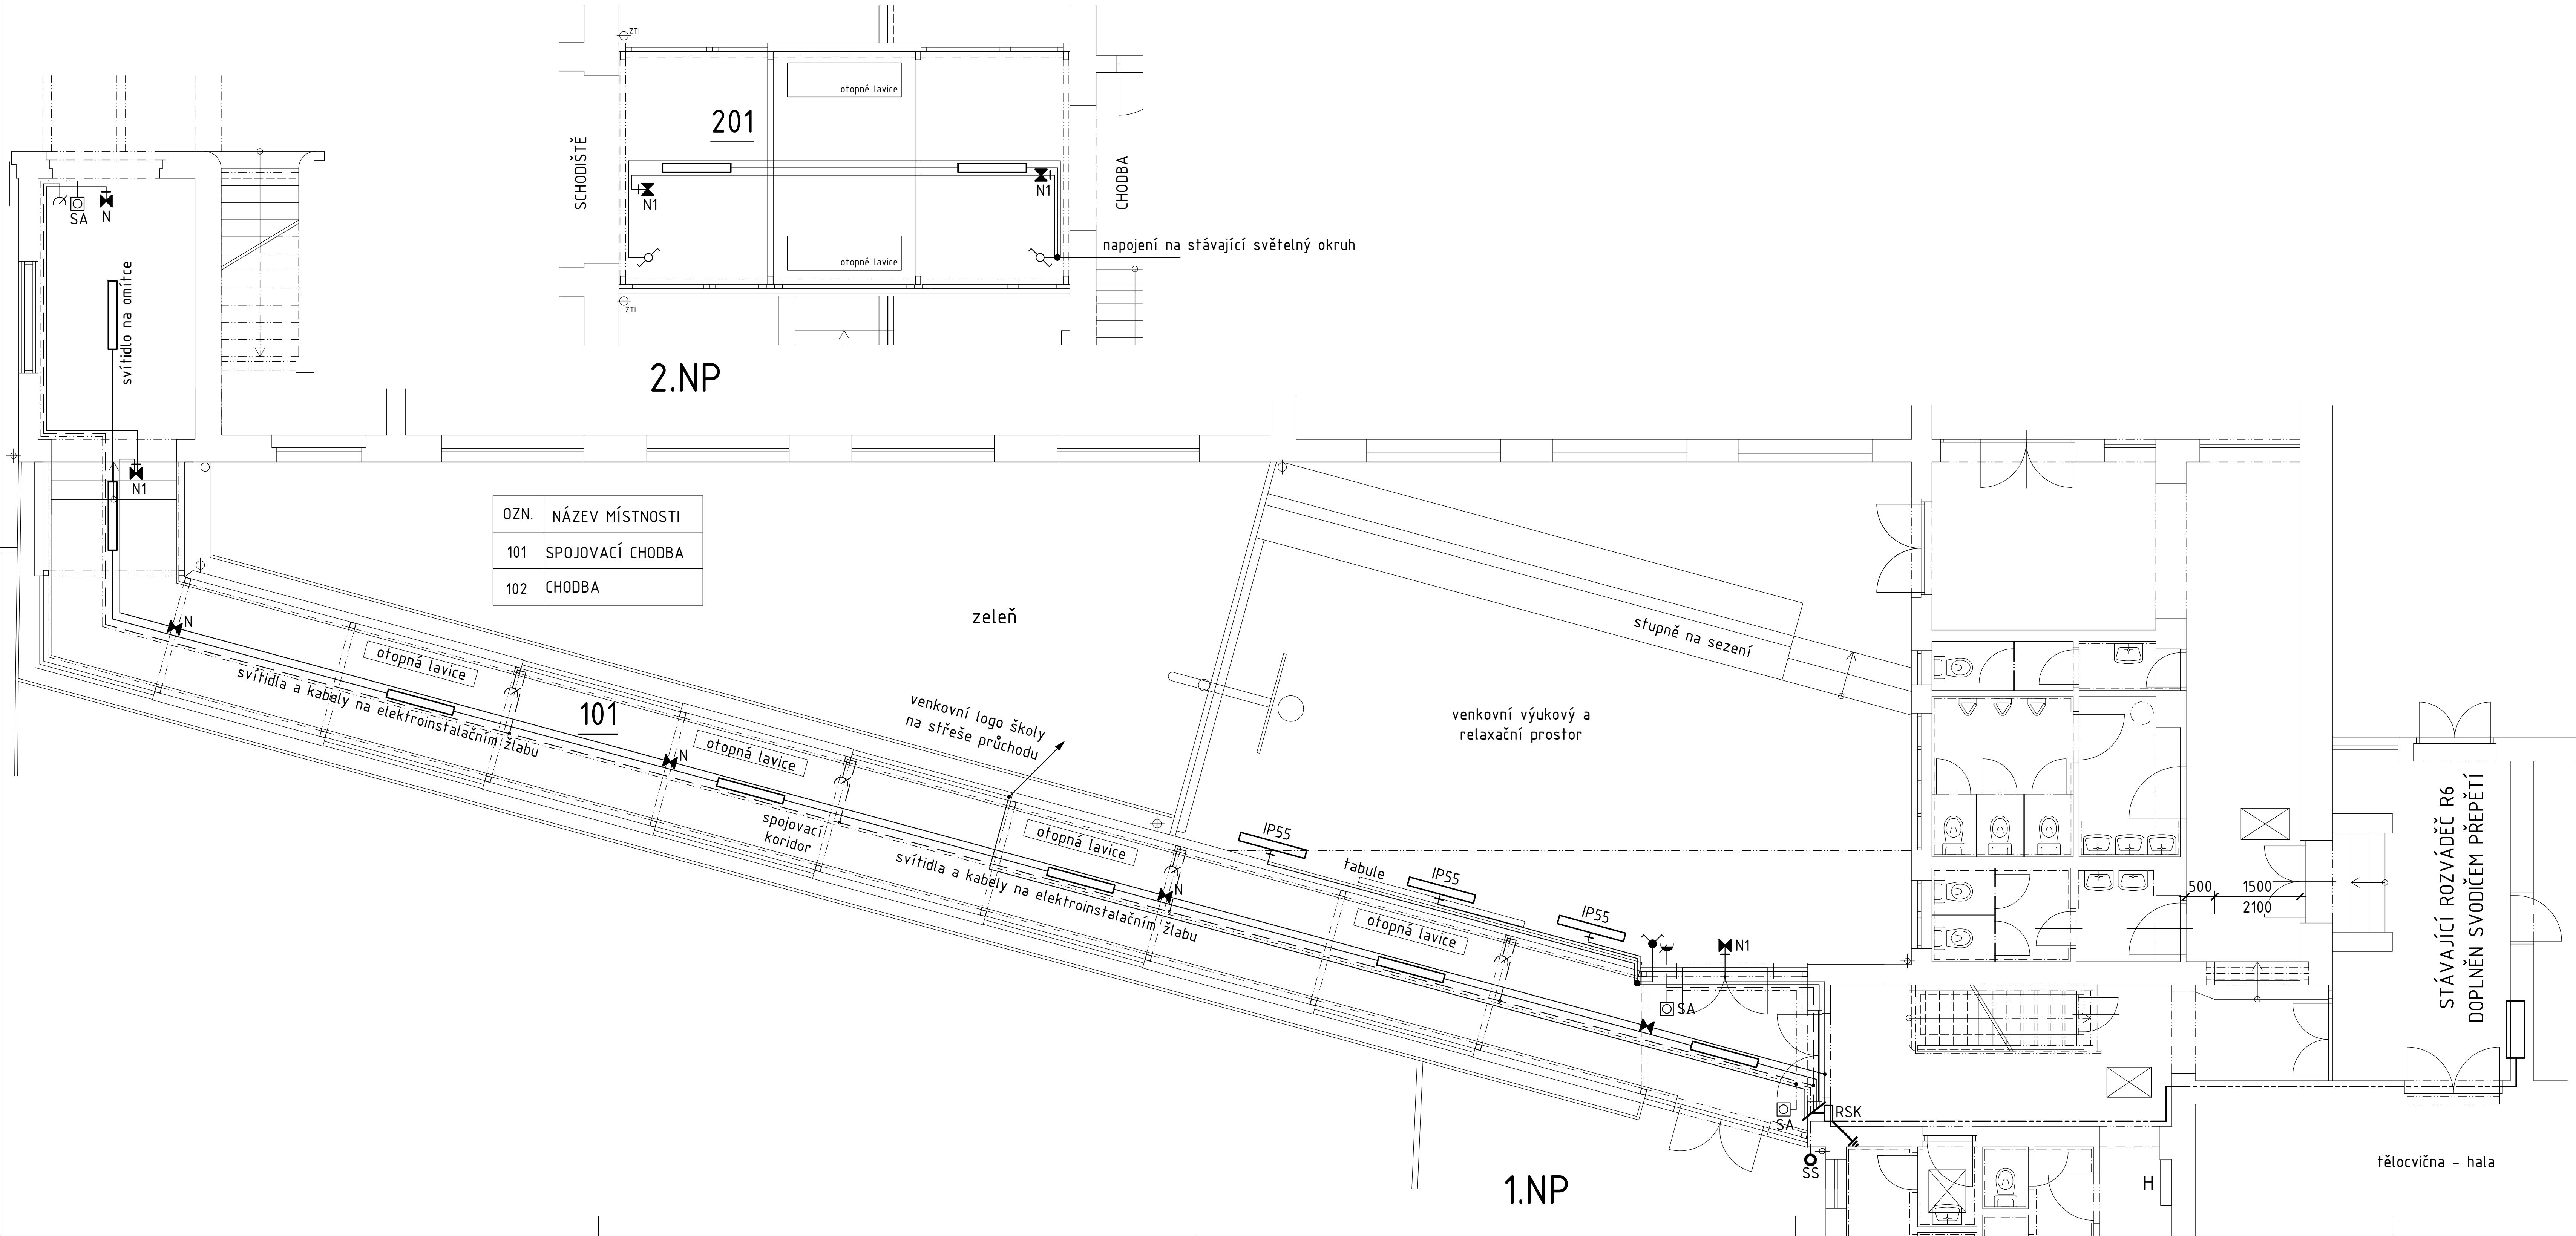 ZTI
otopné lavice
201
SCHODIŠTĚ
CHODBA
N1
N1
napojení na stávající světelný okruh
otopné lavice
ZTI
2.NP
SA
N
svítidlo na omítce
N1
OZN.
NÁZEV MÍSTNOSTI
101
SPOJOVACÍ CHODBA
102
CHODBA
zeleň
stupně na sezení
N
otopná lavice
svítidla a kabely na elektroinstalačním žlabu
101
N
otopná lavice
venkovní logo školy
na střeše průchodu
venkovní výukový a
relaxační prostor
spojovací
koridor
otopná lavice
svítidla a kabely na elektroinstalačním žlabu
N
IP55
tabule
IP55
IP55
otopná lavice
N1
SA
SA
RSK
SS
500
1500
2100
STÁVAJÍCÍ ROZVÁDĚČ R6
DOPLNĚN SVODIČEM PŘEPĚTÍ
H
tělocvična - hala
1.NP